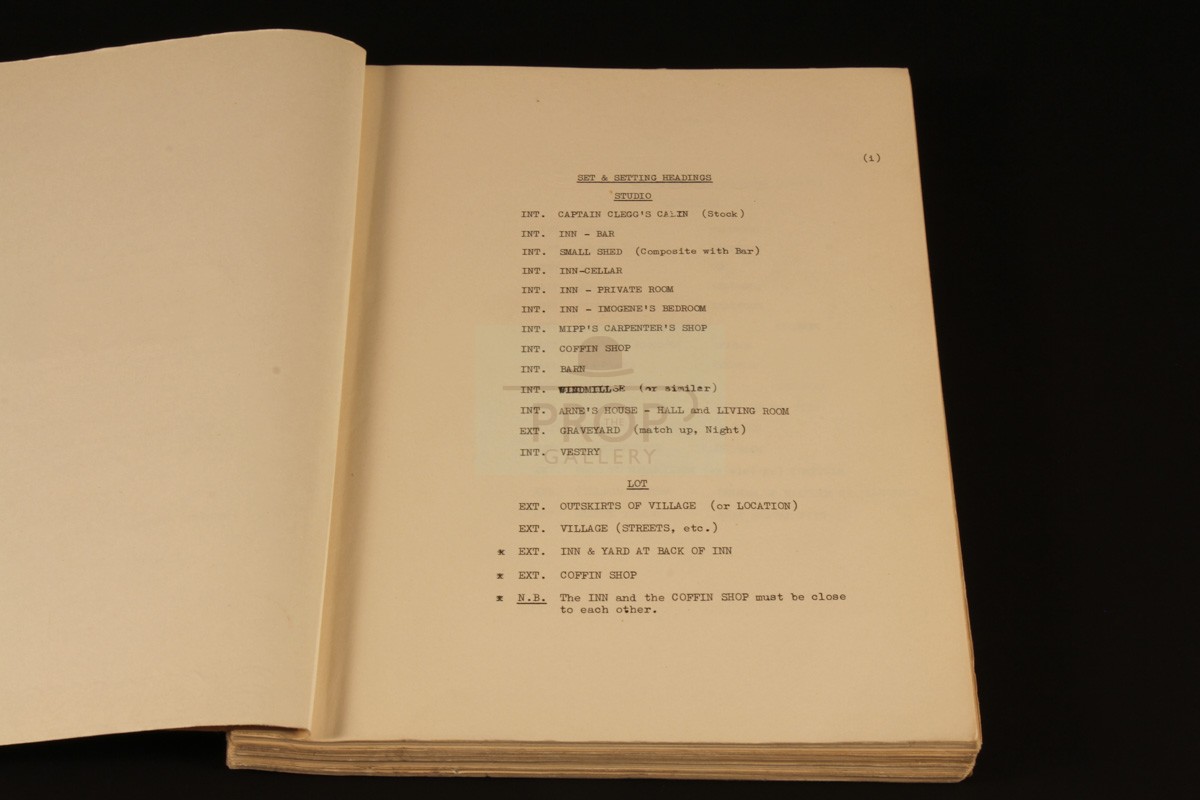 (i)
SET & SETTING HEADINGS
STUDIO
INT. CAPTAIN CLEGG'S CALIN (Stock)
INT. INN - BAR
INT. SMALL SHED (Composite with Bar)
INT. INN-CELLAR
INT. INN - PRIVATE ROOM
INT. INN - IMOGENE'S BEDROOM
INT. MIPP'S CARPENTER'S SHOP
INT. COFFIN SHOP
INT. BARN
INT. (or similar)
INT. ARNE'S HOUSE - HALL and LIVING ROOM
EXT. GRAVEYARD (match up, Night)
INT. VESTRY
THE
PROP
GALLERY
LOT
EXT. OUTSKIRTS OF VILLAGE (or LOCATION)
EXT. VILLAGE (STREETS, etc.)
* EXT. INN & YARD AT BACK OF INN
* EXT. COFFIN SHOP
* N.B. The INN and the COFFIN SHOP must be close
to each other.